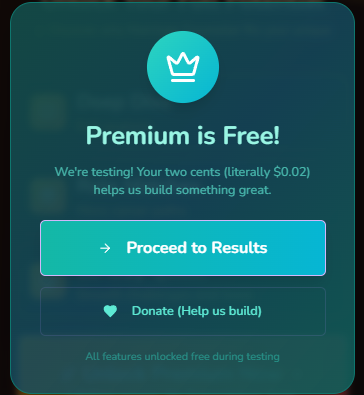 Premium is Free!
We're testing! Your two cents (literally $0.02)
helps us build something great.
Proceed to Results
Donate (Help us build)
All features unlocked free during testing